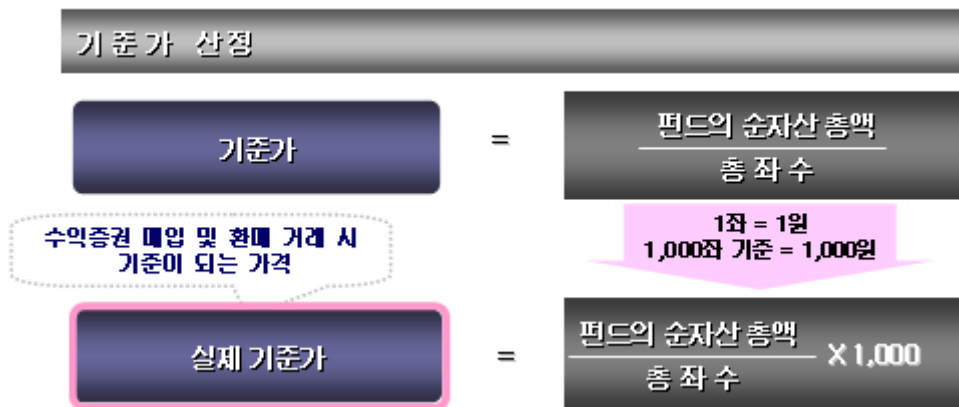 기준가 산정
기준가
=
펀드의 순자산 총액
총 좌 수
수익증권 매입 및 환매 거래 시
기준이 되는 가격
1좌 = 1원
1,000좌 기준 = 1,000원
실제 기준가
=
펀드의 순자산 총액
총 좌 수
X 1,000